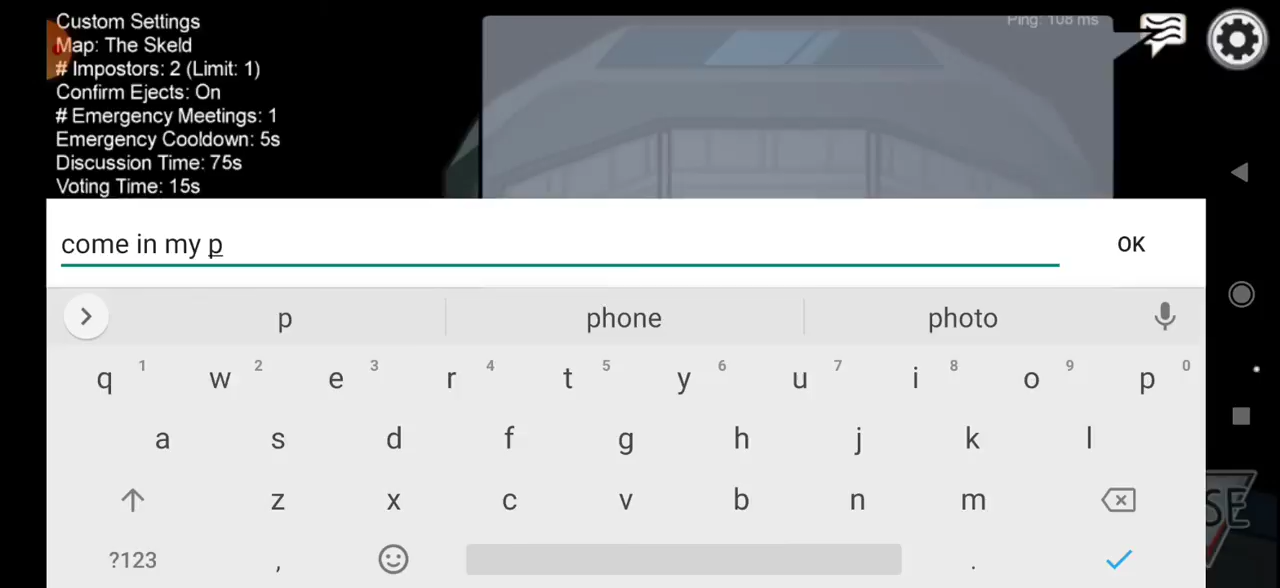 Custom Settings
Map: The Skeld
# Impostors: 2 (Limit: 1)
Confirm Ejects: On
# Emergency Meetings: 1
Emergency Cooldown: 5s
Discussion Time: 75s
Voting Time: 15s
Ping: 108 ms
come in my p
OK
p phone photo
q 1 w 2 e 3 r 4 t 5 y 6 u 7 i 8 o 9 p 0
a s d f g h j k l
z x c v b n m
?123 , .
SE